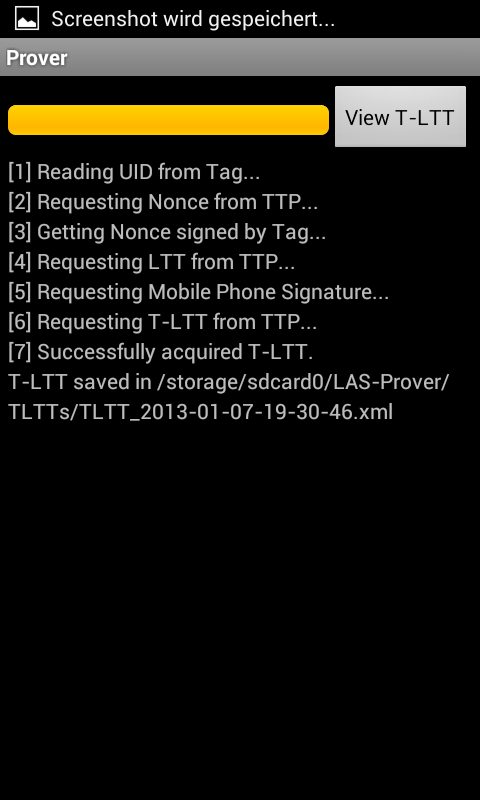 Screenshot wird gespeichert...
Prover
View T-LTT
[1] Reading UID from Tag...
[2] Requesting Nonce from TTP...
[3] Getting Nonce signed by Tag...
[4] Requesting LTT from TTP...
[5] Requesting Mobile Phone Signature...
[6] Requesting T-LTT from TTP...
[7] Successfully acquired T-LTT.
T-LTT saved in /storage/sdcard0/LAS-Prover/
TLTTs/TLTT_2013-01-07-19-30-46.xml